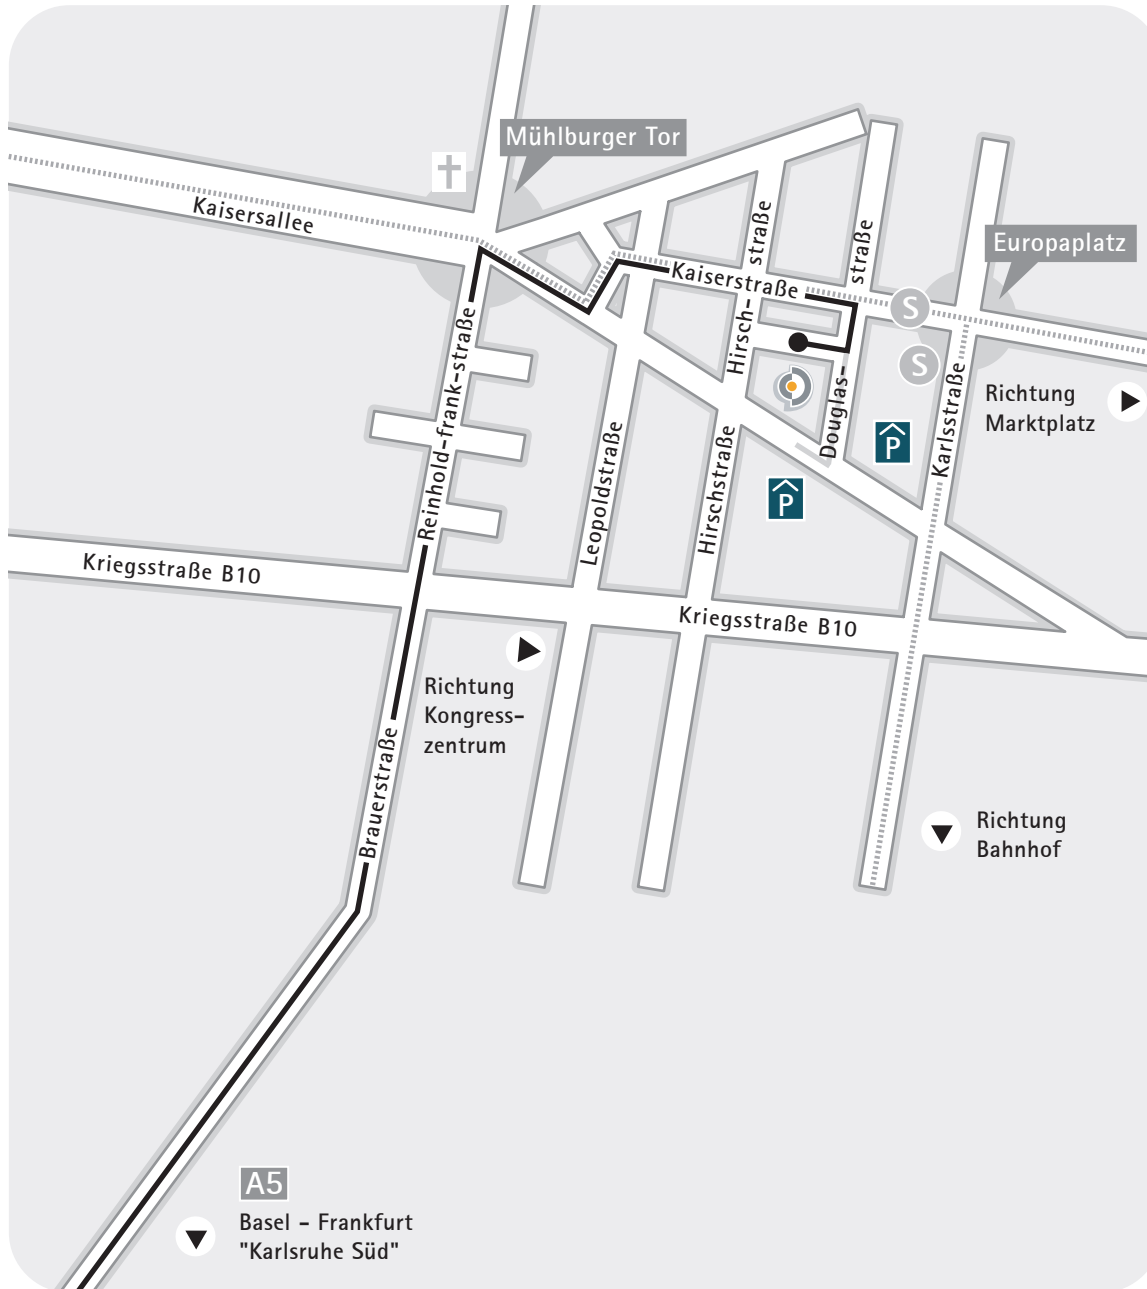 Mühlburger Tor
Kaisersallee
Kaiserstraße
straße
straße
Europaplatz
S
S
Hirsch-
Douglas-
Richtung
Marktplatz
Reinhold-frank-straße
Karlsstraße
P
P
Leopoldstraße
Hirschstraße
Kriegsstraße B10
Kriegsstraße B10
Richtung
Kongress-
zentrum
Brauerstraße
Richtung
Bahnhof
A5
Basel - Frankfurt
"Karlsruhe Süd"